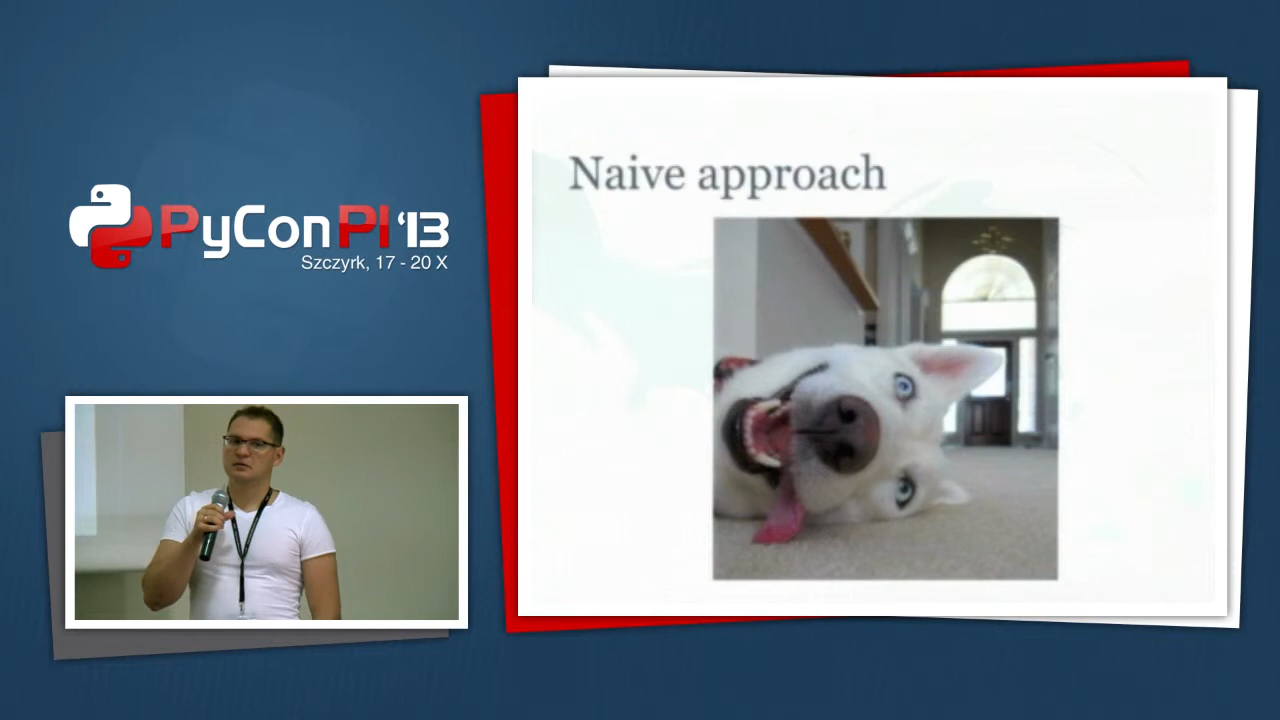 PyConPl '13
Szczyrk, 17 - 20 X
Naive approach